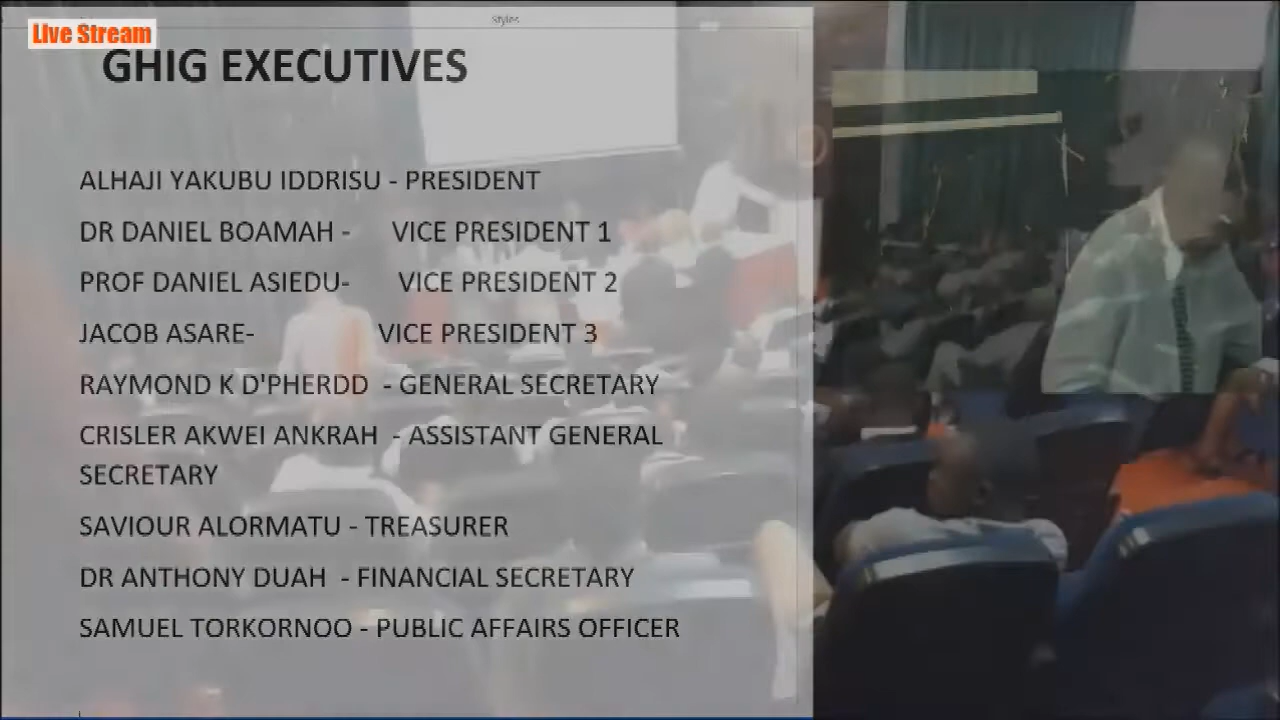 Styles
Live Stream
GHIG EXECUTIVES
ALHAJI YAKUBU IDDRISU - PRESIDENT
DR DANIEL BOAMAH - VICE PRESIDENT 1
PROF DANIEL ASIEDU- VICE PRESIDENT 2
JACOB ASARE- VICE PRESIDENT 3
RAYMOND K D'PHERDD - GENERAL SECRETARY
CRISLER AKWEI ANKRAH - ASSISTANT GENERAL
SECRETARY
SAVIOUR ALORMATU - TREASURER
DR ANTHONY DUAH - FINANCIAL SECRETARY
SAMUEL TORKORNOO - PUBLIC AFFAIRS OFFICER